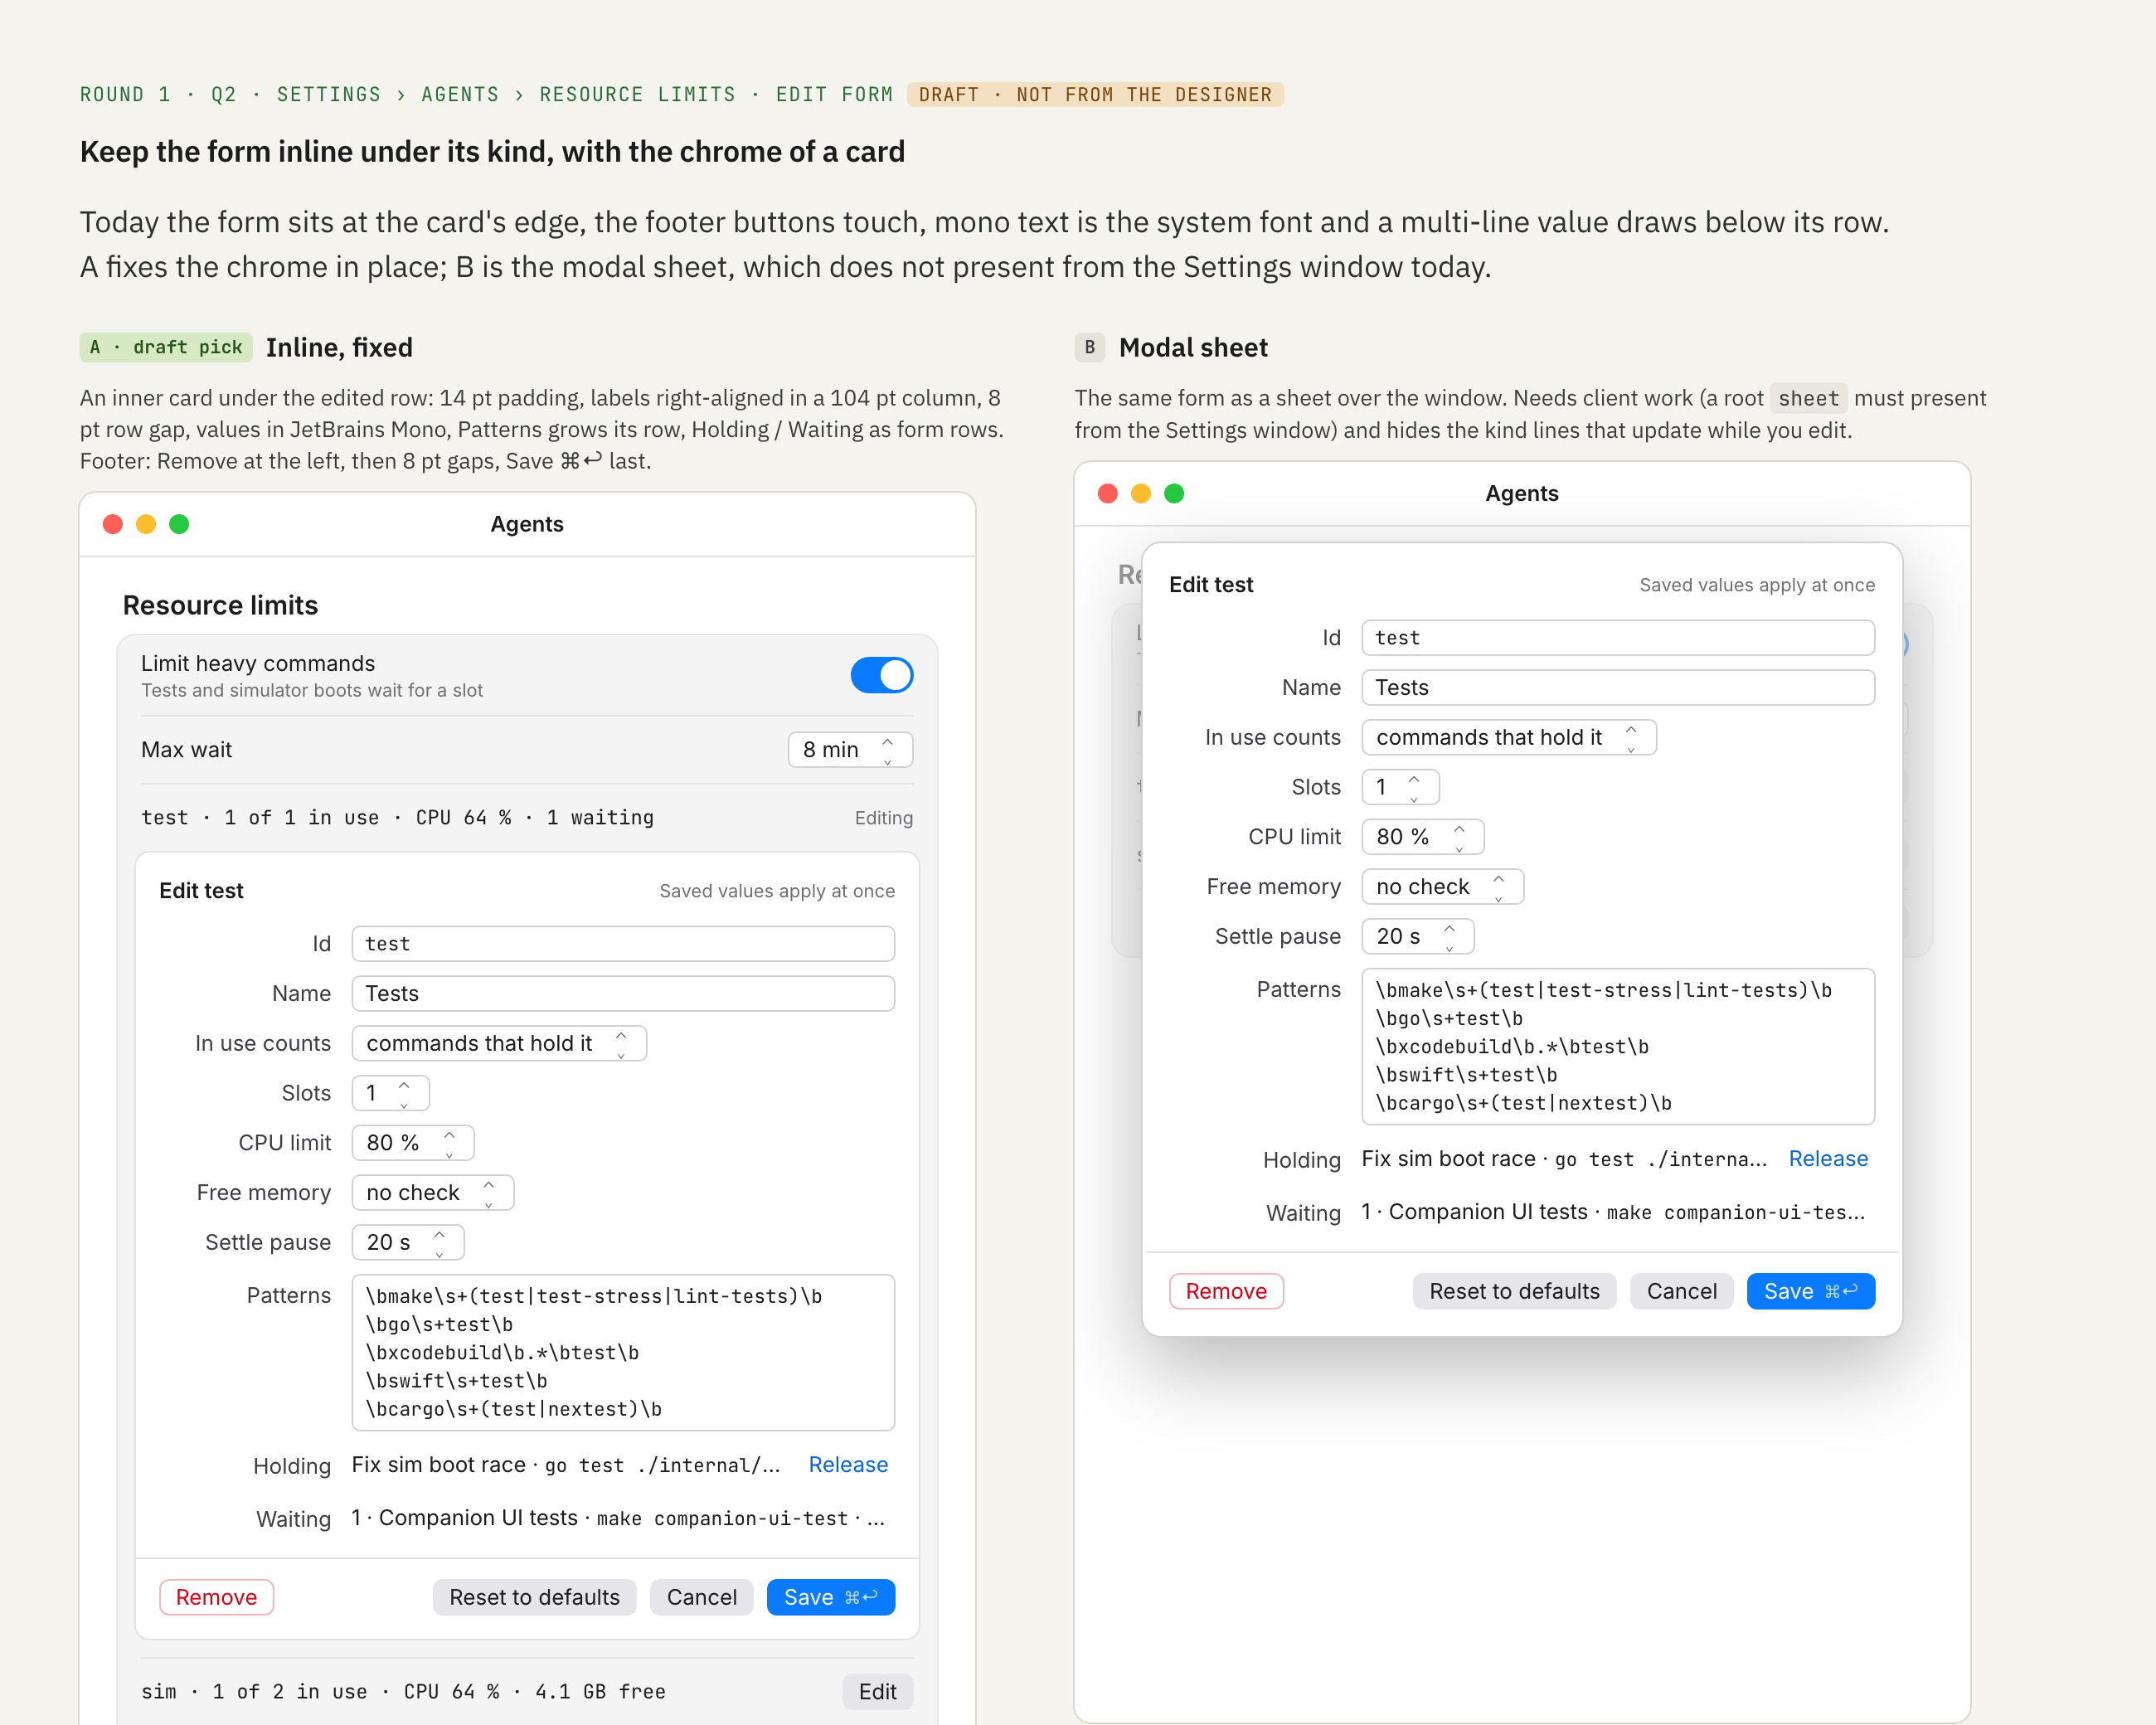 ROUND 1 · Q2 · SETTINGS › AGENTS › RESOURCE LIMITS · EDIT FORM DRAFT · NOT FROM THE DESIGNER
Keep the form inline under its kind, with the chrome of a card
Today the form sits at the card's edge, the footer buttons touch, mono text is the system font and a multi-line value draws below its row.
A fixes the chrome in place; B is the modal sheet, which does not present from the Settings window today.
A · draft pick Inline, fixed
An inner card under the edited row: 14 pt padding, labels right-aligned in a 104 pt column, 8
pt row gap, values in JetBrains Mono, Patterns grows its row, Holding / Waiting as form rows.
Footer: Remove at the left, then 8 pt gaps, Save ⌘↩ last.
Agents
Resource limits
Limit heavy commands
Tests and simulator boots wait for a slot
Max wait 8 min
test · 1 of 1 in use · CPU 64 % · 1 waiting Editing
Edit test Saved values apply at once
Id test
Name Tests
In use counts commands that hold it
Slots 1
CPU limit 80 %
Free memory no check
Settle pause 20 s
Patterns \bmake\s+(test|test-stress|lint-tests)\b
\bgo\s+test\b
\bxcodebuild\b.*\btest\b
\bswift\s+test\b
\bcargo\s+(test|nextest)\b
Holding Fix sim boot race · go test ./internal/... Release
Waiting 1 · Companion UI tests · make companion-ui-test · ...
Remove Reset to defaults Cancel Save ⌘↩
sim · 1 of 2 in use · CPU 64 % · 4.1 GB free Edit
B Modal sheet
The same form as a sheet over the window. Needs client work (a root sheet must present
from the Settings window) and hides the kind lines that update while you edit.
Agents
Edit test Saved values apply at once
Id test
Name Tests
In use counts commands that hold it
Slots 1
CPU limit 80 %
Free memory no check
Settle pause 20 s
Patterns \bmake\s+(test|test-stress|lint-tests)\b
\bgo\s+test\b
\bxcodebuild\b.*\btest\b
\bswift\s+test\b
\bcargo\s+(test|nextest)\b
Holding Fix sim boot race · go test ./interna... Release
Waiting 1 · Companion UI tests · make companion-ui-tes...
Remove Reset to defaults Cancel Save ⌘↩